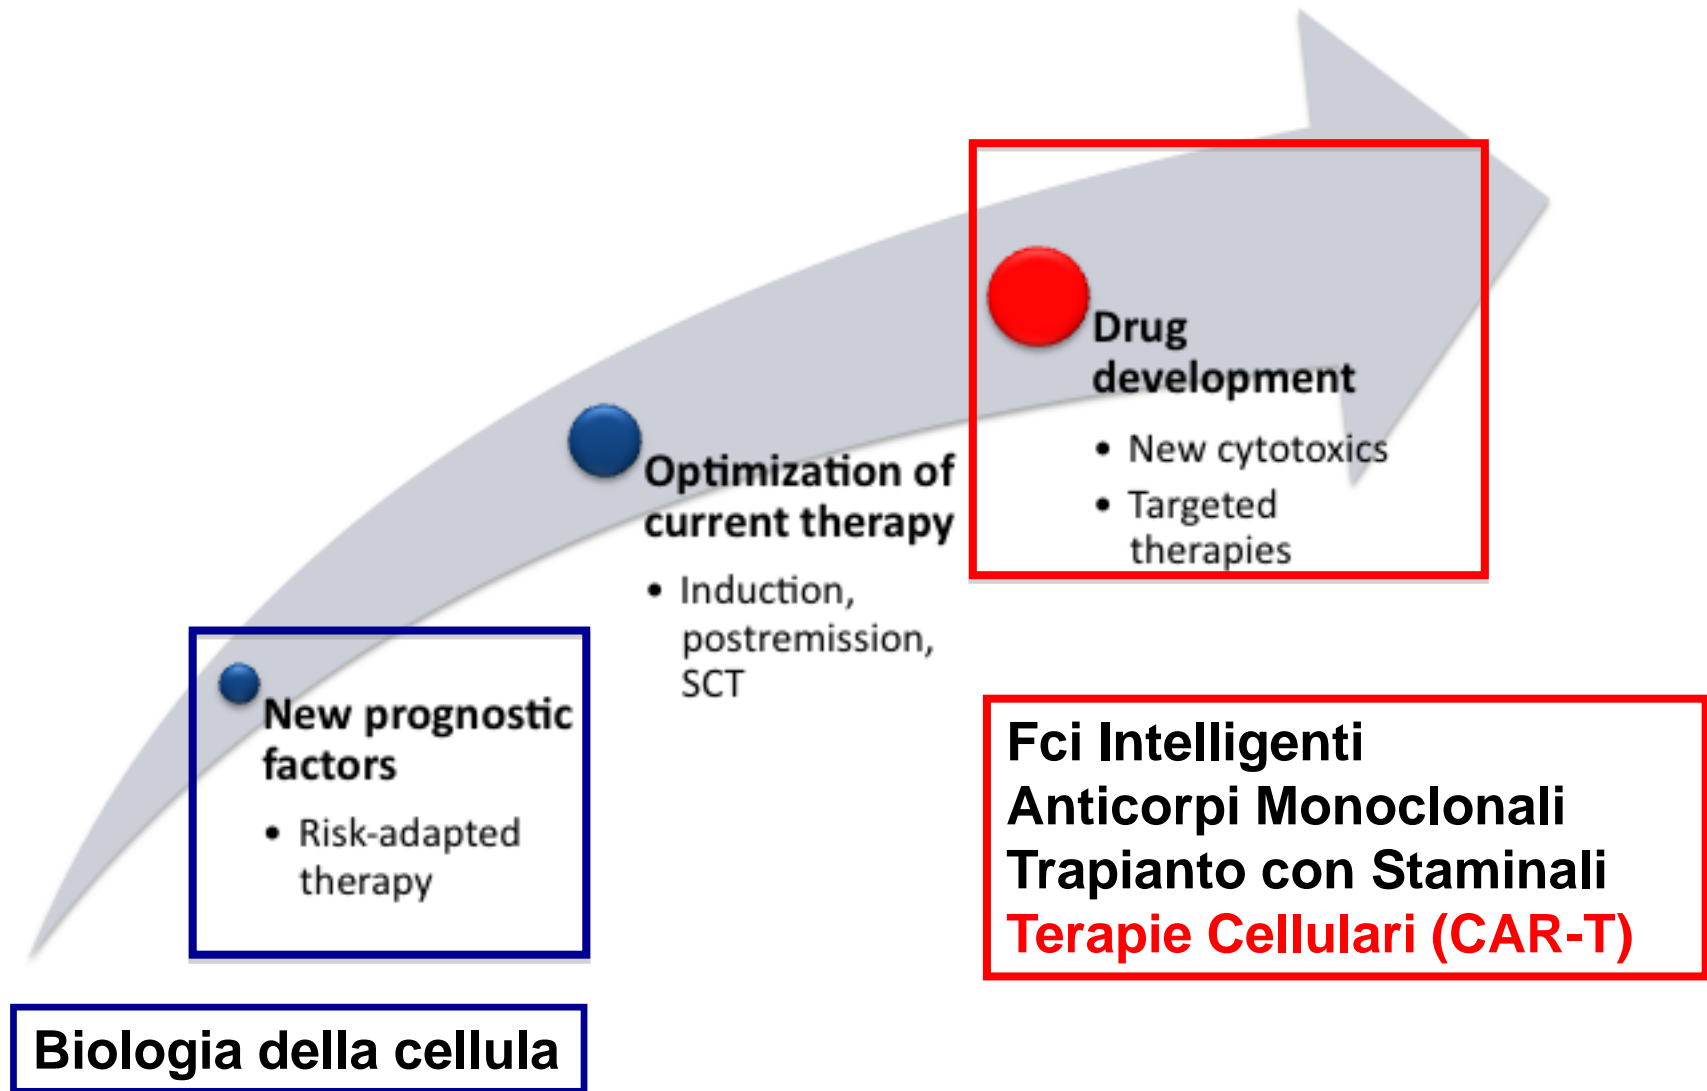 New prognostic
factors
• Risk-adapted
therapy
Biologia della cellula
Optimization of
current therapy
• Induction,
postremission,
SCT
Drug
development
• New cytotoxics
• Targeted
therapies
Fci Intelligenti
Anticorpi Monoclonali
Trapianto con Staminali
Terapie Cellulari (CAR-T)